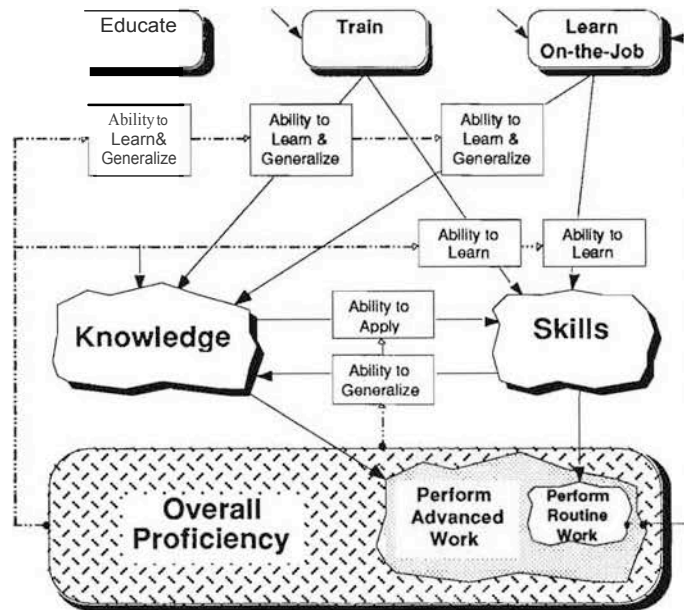 Educate
Train
Learn
On-the-Job
Ability to
Learn&
Generalize
Ability to
Learn &
Generalize
Ability to
Learn &
Generalize
Ability to
Learn
Ability to
Learn
Knowledge
Ability to
Apply
Skills
Ability to
Generalize
Overall
Proficiency
Perform
Advanced
Work
Perform
Routine
Work